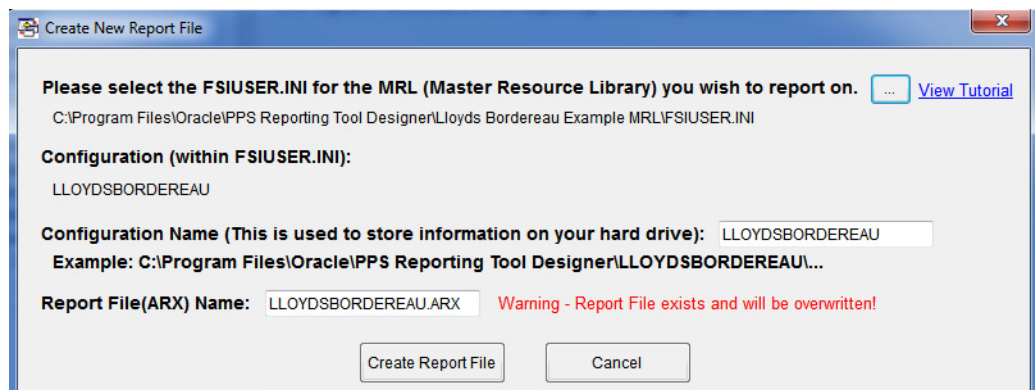 Create New Report File
Please select the FSIUSER.INI for the MRL (Master Resource Library) you wish to report on. ... View Tutorial
C:\Program Files\Oracle\PPS Reporting Tool Designer\Lloyds Bordereau Example MRL\FSIUSER.INI
Configuration (within FSIUSER.INI):
LLOYDSBORDEREAU
Configuration Name (This is used to store information on your hard drive): LLOYDSBORDEREAU
Example: C:\Program Files\Oracle\PPS Reporting Tool Designer\LLOYDSBORDEREAU\...
Report File(ARX) Name: LLOYDSBORDEREAU.ARX Warning - Report File exists and will be overwritten!
Create Report File Cancel